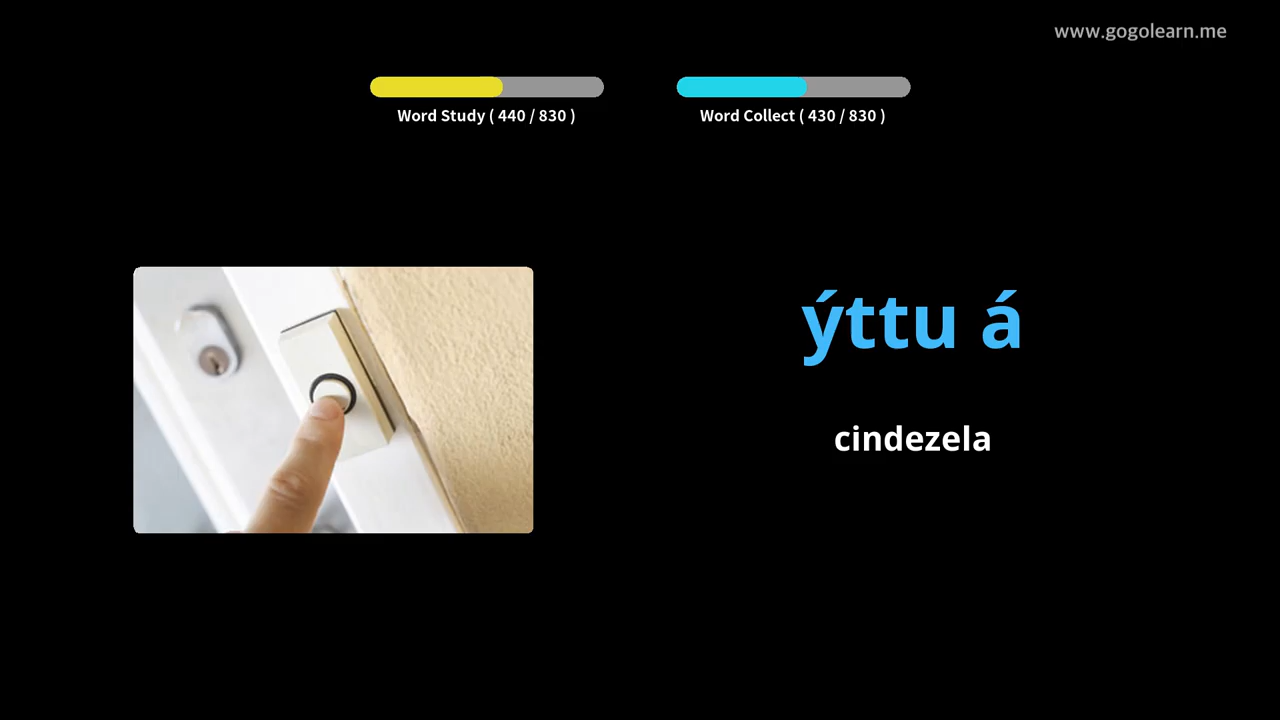 www.gogolearn.me
Word Study ( 440 / 830 )
Word Collect ( 430 / 830 )
ýttu á
cindezela